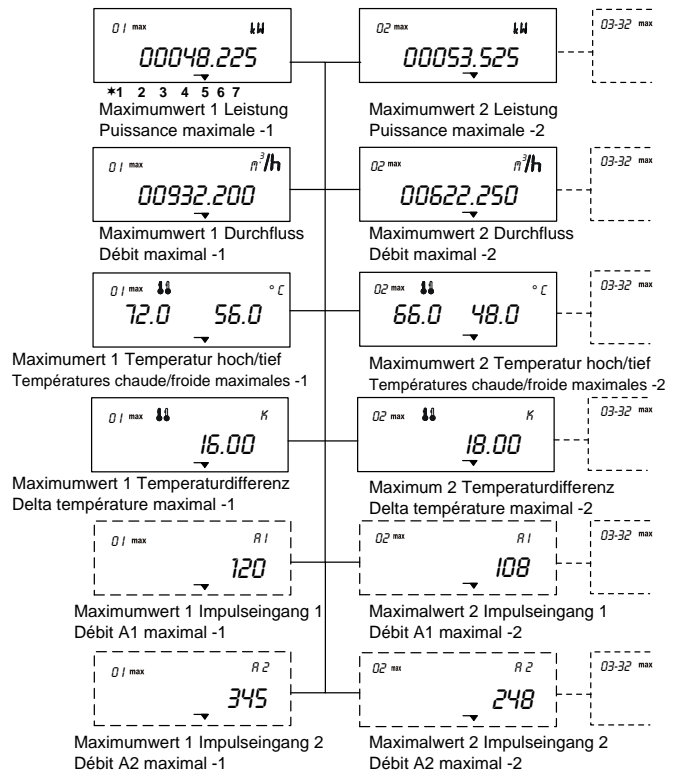 01 max kW
00048.225
*1 2 3 4 5 6 7
Maximumwert 1 Leistung
Puissance maximale -1
02 max kW
00053.525
Maximumwert 2 Leistung
Puissance maximale -2
03-32 max
01 max m³/h
00932.200
Maximumwert 1 Durchfluss
Débit maximal -1
02 max m³/h
00622.250
Maximumwert 2 Durchfluss
Débit maximal -2
03-32 max
01 max °C
72.0 56.0
Maximumert 1 Temperatur hoch/tief
Températures chaude/froide maximales -1
02 max °C
66.0 48.0
Maximumwert 2 Temperatur hoch/tief
Températures chaude/froide maximales -2
03-32 max
01 max K
16.00
Maximumwert 1 Temperaturdifferenz
Delta température maximal -1
02 max K
18.00
Maximum 2 Temperaturdifferenz
Delta température maximal -2
03-32 max
01 max A1
120
Maximumwert 1 Impulseingang 1
Débit A1 maximal -1
02 max A1
108
Maximalwert 2 Impulseingang 1
Débit A1 maximal -2
03-32 max
01 max A2
345
Maximumwert 1 Impulseingang 2
Débit A2 maximal -1
02 max A2
248
Maximalwert 2 Impulseingang 2
Débit A2 maximal -2
03-32 max